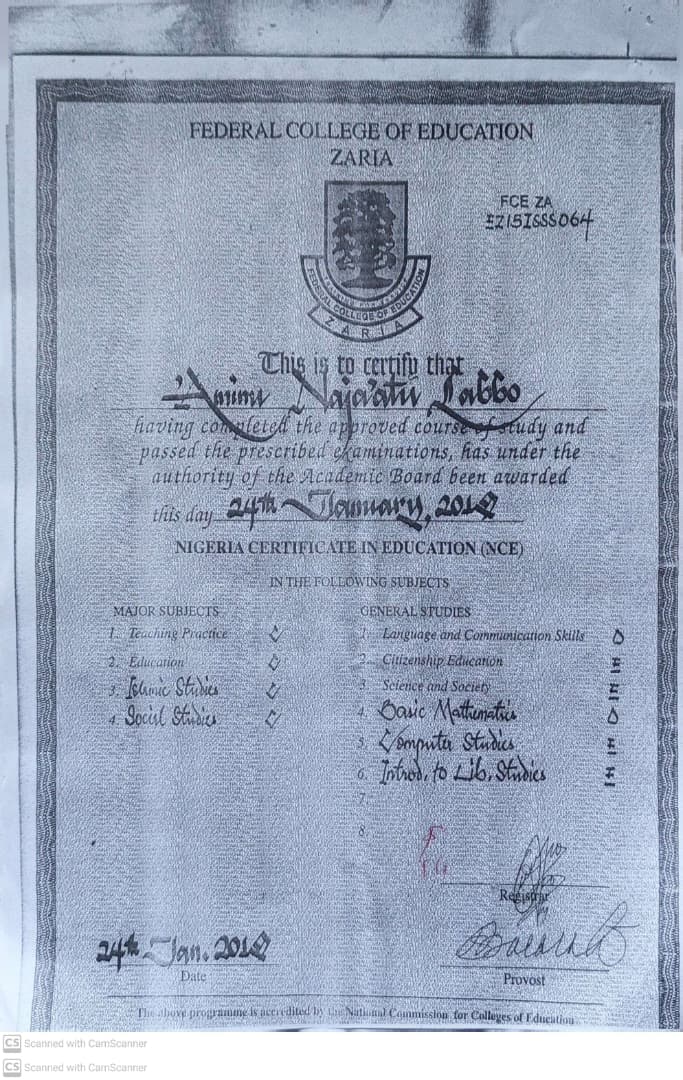 FEDERAL COLLEGE OF EDUCATION
ZARIA
FCE ZA
EZ15I&SS064
FEDERAL COLLEGE OF EDUCATION
ZARIA
This is to certify that
Aminu Naja'atu Labbo
having completed the approved course of study and
passed the prescribed examinations, has under the
authority of the Academic Board been awarded
this day 24th January,
NIGERIA CERTIFICATE IN EDUCATION (NCE)
IN THE FOLLOWING SUBJECTS
MAJOR SUBJECTS
1. Teaching Practice
2. Education
3. Islamic Studies
4. Social Studies
GENERAL STUDIES
1. Language and Communication Skills
2. Citizenship Education
3. Science and Society
4. Basic Mathematics
5. Computer Studies
6. Introd. to Lib. Studies
7.
8.
Registrar
24th Jan.
Date
Provost
The above programme is accredited by the National Commission for Colleges of Education
CS Scanned with CamScanner
CS Scanned with CamScanner